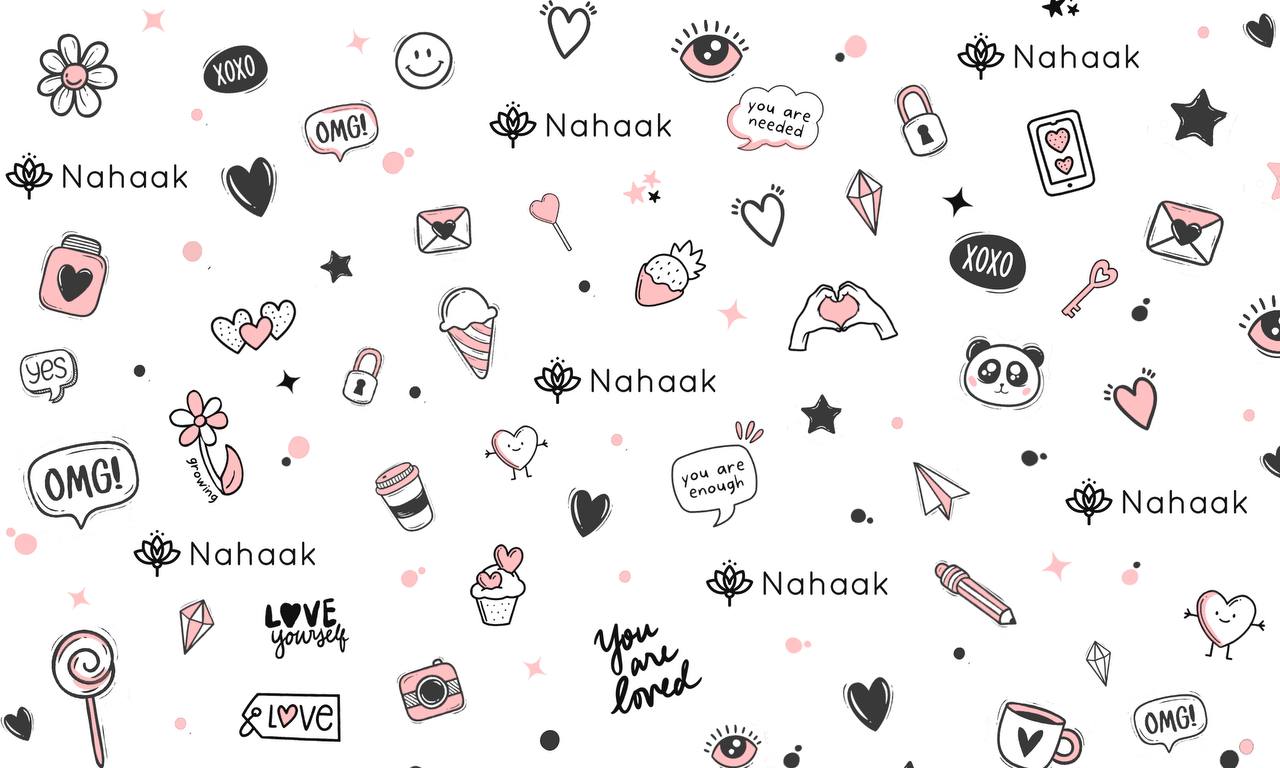 Nahaak
XOXO
OMG!
Nahaak
you are
needed
Nahaak
XOXO
yes
Nahaak
OMG!
growing
you are
enough
Nahaak
Nahaak
Nahaak
LOVE
yourself
You
are
loved
LOVE
OMG!